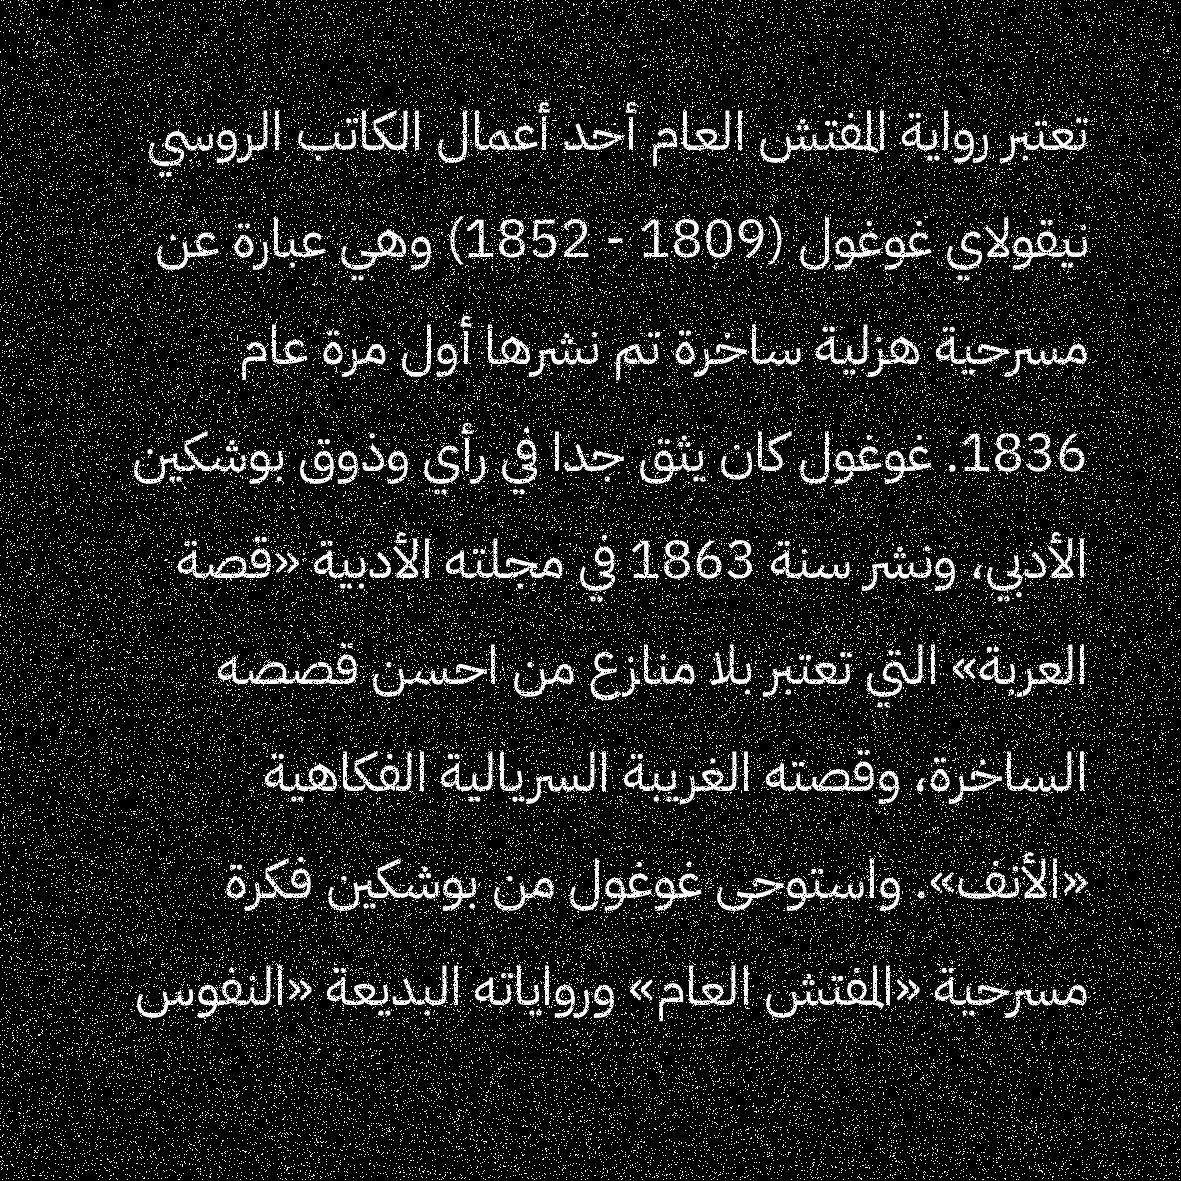 تعتبر رواية المفتش العام أحد أعمال الكاتب الروسي
نيقولاي غوغول (1809 - 1852) وهي عبارة عن
مسرحية هزلية ساخرة تم نشرها أول مرة عام
1836. غوغول كان يثق جدا في رأي وذوق بوشكين
الأدبي، ونشر سنة 1863 في مجلته الأدبية «قصة
العربة» التي تعتبر بلا منازع من احسن قصصه
الساخرة، وقصته الغريبة السريالية الفكاهية
«الأنف». واستوحى غوغول من بوشكين فكرة
مسرحية «المفتش العام» ورواياته البديعة «النفوس